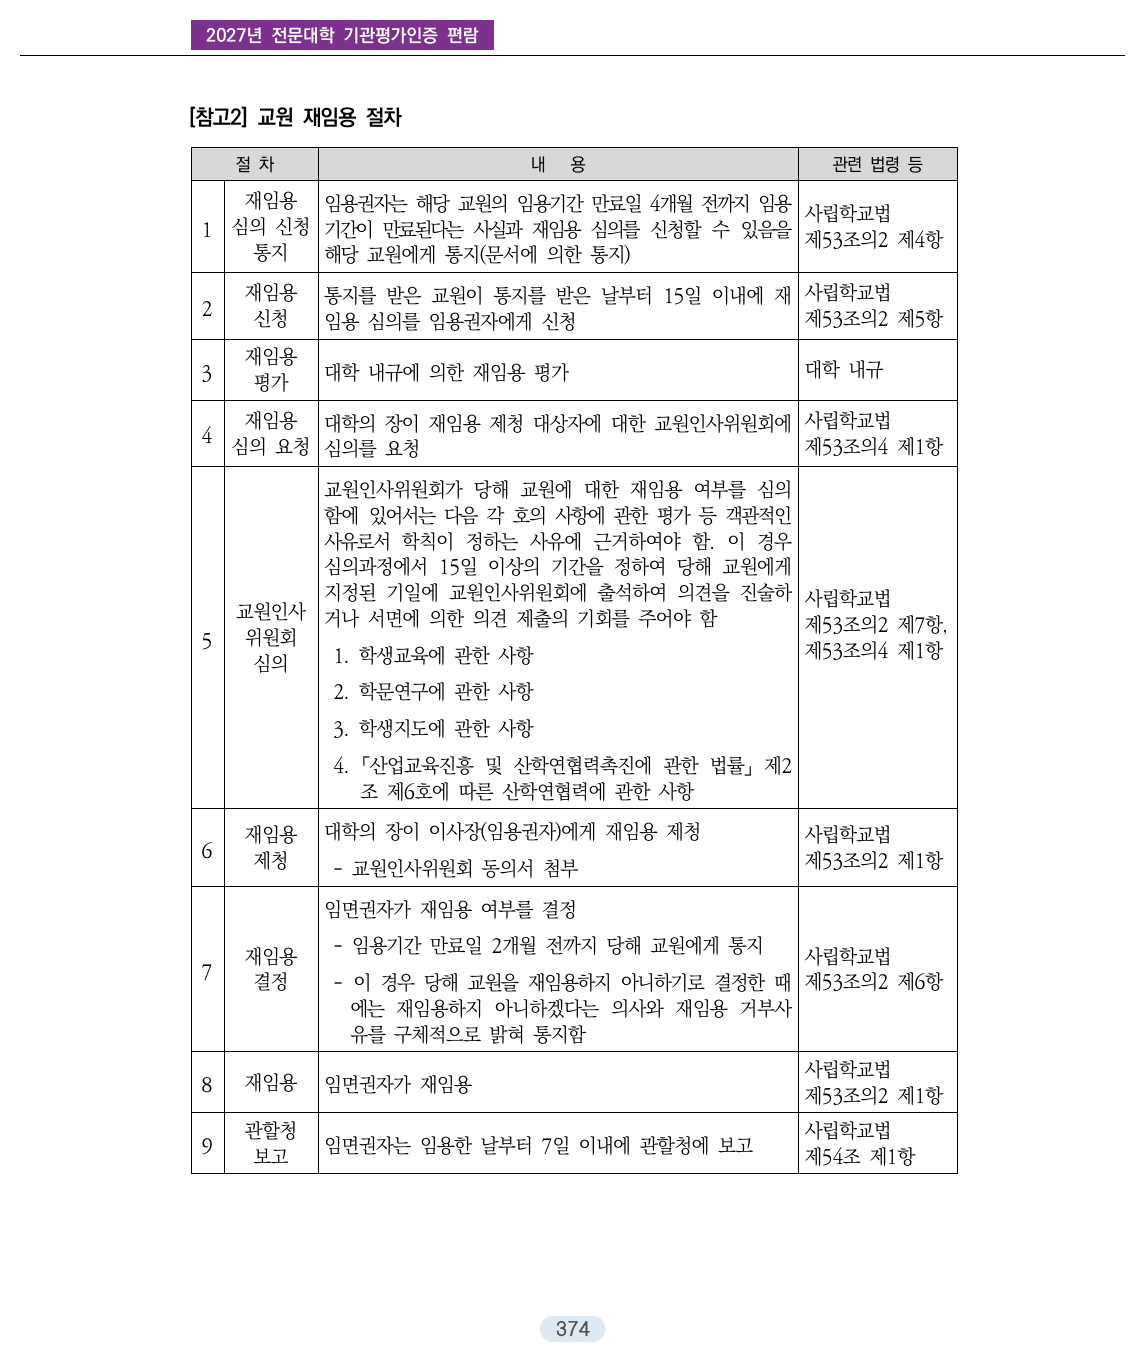 2027년 전문대학 기관평가인증 편람
[참고2] 교원 재임용 절차
절 차
내 용
관련 법령 등
1
재임용
심의 신청
통지
임용권자는 해당 교원의 임용기간 만료일 4개월 전까지 임용
기간이 만료된다는 사실과 재임용 심의를 신청할 수 있음을
해당 교원에게 통지(문서에 의한 통지)
사립학교법
제53조의2 제4항
2
재임용
신청
통지를 받은 교원이 통지를 받은 날부터 15일 이내에 재
임용 심의를 임용권자에게 신청
사립학교법
제53조의2 제5항
3
재임용
평가
대학 내규에 의한 재임용 평가
대학 내규
4
재임용
심의 요청
대학의 장이 재임용 제청 대상자에 대한 교원인사위원회에
심의를 요청
사립학교법
제53조의4 제1항
5
교원인사
위원회
심의
교원인사위원회가 당해 교원에 대한 재임용 여부를 심의
함에 있어서는 다음 각 호의 사항에 관한 평가 등 객관적인
사유로서 학칙이 정하는 사유에 근거하여야 함. 이 경우
심의과정에서 15일 이상의 기간을 정하여 당해 교원에게
지정된 기일에 교원인사위원회에 출석하여 의견을 진술하
거나 서면에 의한 의견 제출의 기회를 주어야 함
1. 학생교육에 관한 사항
2. 학문연구에 관한 사항
3. 학생지도에 관한 사항
4. 「산업교육진흥 및 산학연협력촉진에 관한 법률」 제2
조 제6호에 따른 산학연협력에 관한 사항
사립학교법
제53조의2 제7항,
제53조의4 제1항
6
재임용
제청
대학의 장이 이사장(임용권자)에게 재임용 제청
- 교원인사위원회 동의서 첨부
사립학교법
제53조의2 제1항
7
재임용
결정
임면권자가 재임용 여부를 결정
- 임용기간 만료일 2개월 전까지 당해 교원에게 통지
- 이 경우 당해 교원을 재임용하지 아니하기로 결정한 때
에는 재임용하지 아니하겠다는 의사와 재임용 거부사
유를 구체적으로 밝혀 통지함
사립학교법
제53조의2 제6항
8
재임용
임면권자가 재임용
사립학교법
제53조의2 제1항
9
관할청
보고
임면권자는 임용한 날부터 7일 이내에 관할청에 보고
사립학교법
제54조 제1항
374